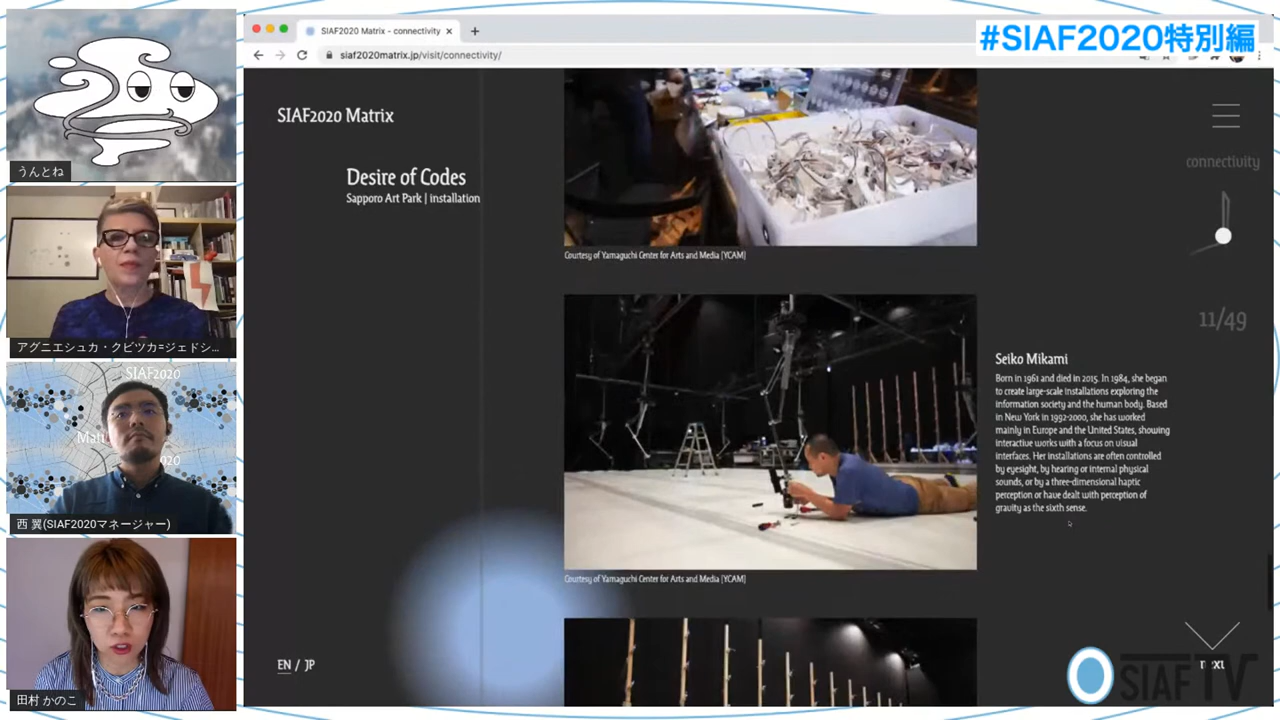 #SIAF2020特別編
SIAF2020 Matrix - connectivity
siaf2020matrix.jp/visit/connectivity/
うんとね
アグニエシュカ・クビツカ=ジェドシ...
SIAF2020
西 翼(SIAF2020マネージャー)
田村 かのこ
SIAF2020 Matrix
Desire of Codes
Sapporo Art Park | installation
Courtesy of Yamaguchi Center for Arts and Media [YCAM]
Courtesy of Yamaguchi Center for Arts and Media [YCAM]
connectivity
11/49
Seiko Mikami
Born in 1961 and died in 2015. In 1984, she began
to create large-scale installations exploring the
information society and the human body. Based
in New York in 1992-2000, she has worked
mainly in Europe and the United States, showing
interactive works with a focus on visual
interfaces. Her installations are often controlled
by eyesight, by hearing or internal physical
sounds, or by a three-dimensional haptic
perception or have dealt with perception of
gravity as the sixth sense.
EN / JP
next
SIAF TV